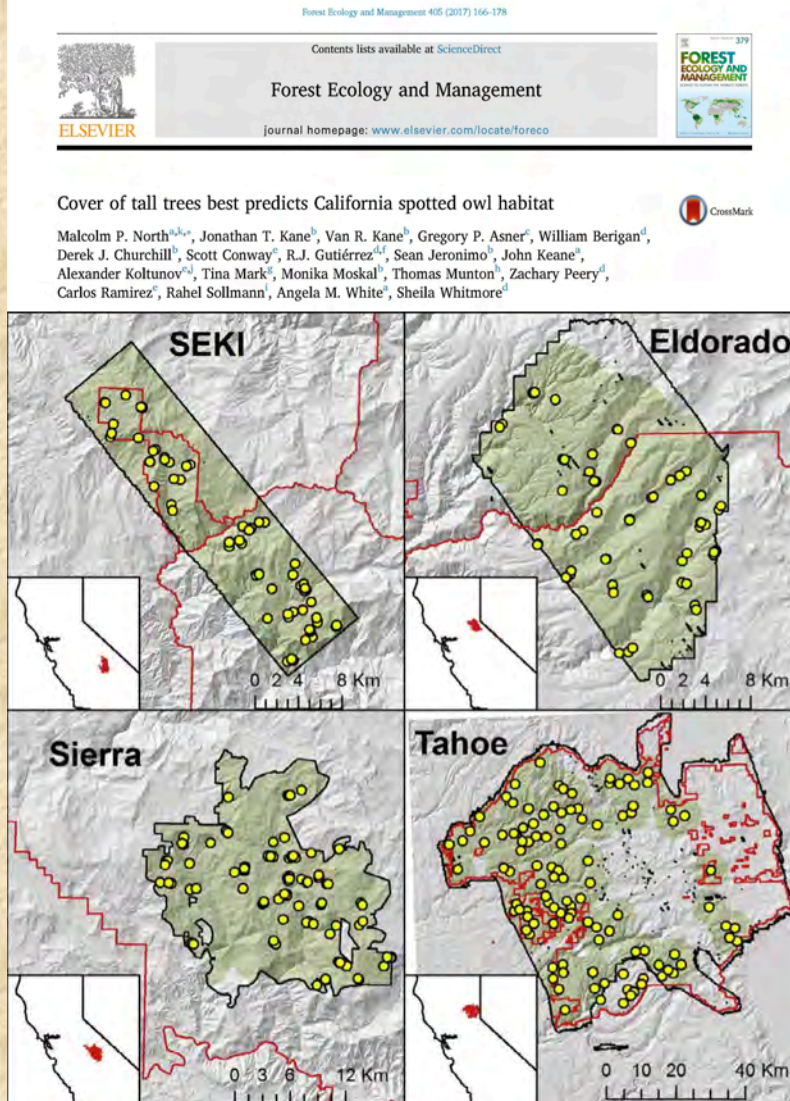 Forest Ecology and Management 405 (2017) 166-178
Contents lists available at ScienceDirect
Forest Ecology and Management
journal homepage: www.elsevier.com/locate/foreco
ELSEVIER
379
FOREST
ECOLOGY AND
MANAGEMENT
Cover of tall trees best predicts California spotted owl habitat
CrossMark
Malcolm P. North a,k,*, Jonathan T. Kane b, Van R. Kane b, Gregory P. Asner c, William Berigan d,
Derek J. Churchill b, Scott Conway e, R.J. Gutiérrez d,f, Sean Jeronimo b, John Keane a,
Alexander Koltunov e,j, Tina Mark g, Monika Moskal b, Thomas Munton h, Zachary Peery d,
Carlos Ramirez e, Rahel Sollmann i, Angela M. White a, Sheila Whitmore d
SEKI
0 2 4 8 Km
Eldorado
0 2 4 8 Km
Sierra
0 3 6 12 Km
Tahoe
0 10 20 40 Km